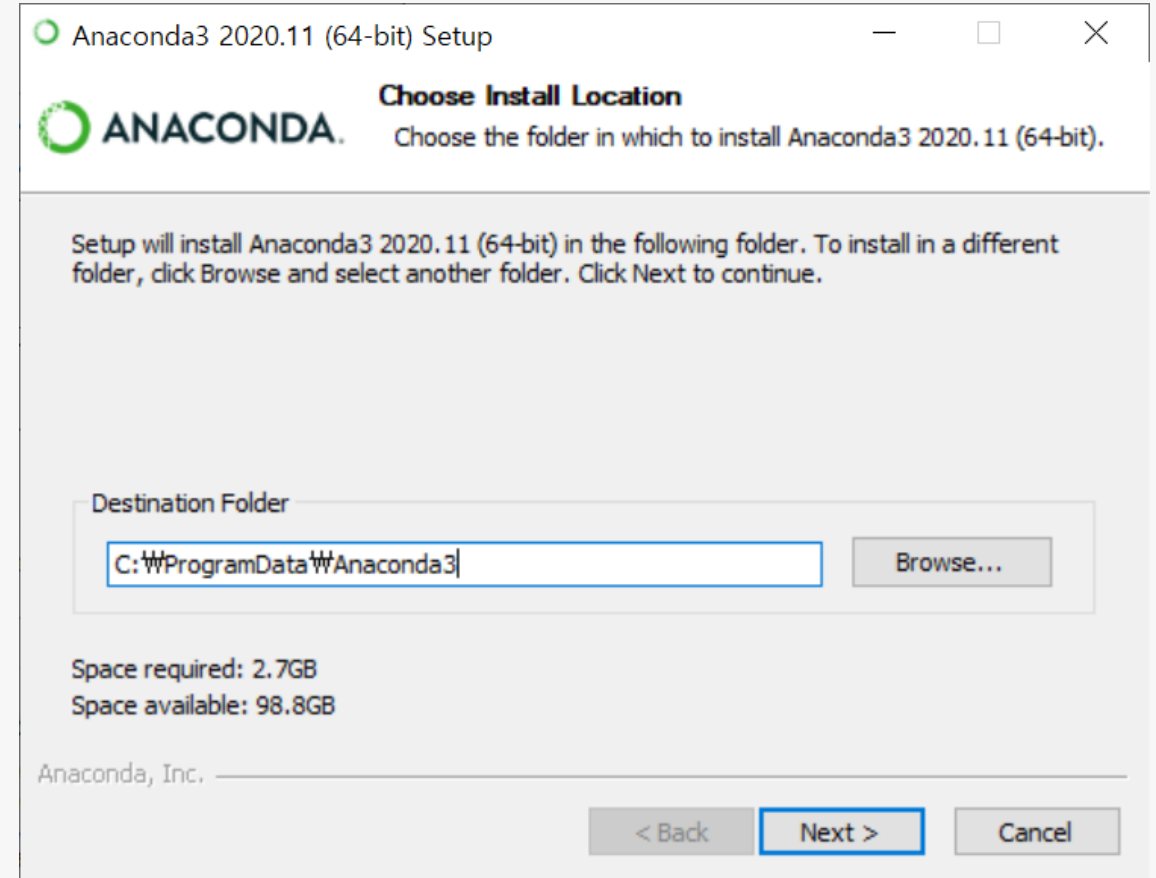 Anaconda3 2020.11 (64-bit) Setup
ANACONDA.
Choose Install Location
Choose the folder in which to install Anaconda3 2020.11 (64-bit).
Setup will install Anaconda3 2020.11 (64-bit) in the following folder. To install in a different
folder, click Browse and select another folder. Click Next to continue.
Destination Folder
C:₩ProgramData₩Anaconda3
Browse...
Space required: 2.7GB
Space available: 98.8GB
Anaconda, Inc.
< Back
Next >
Cancel